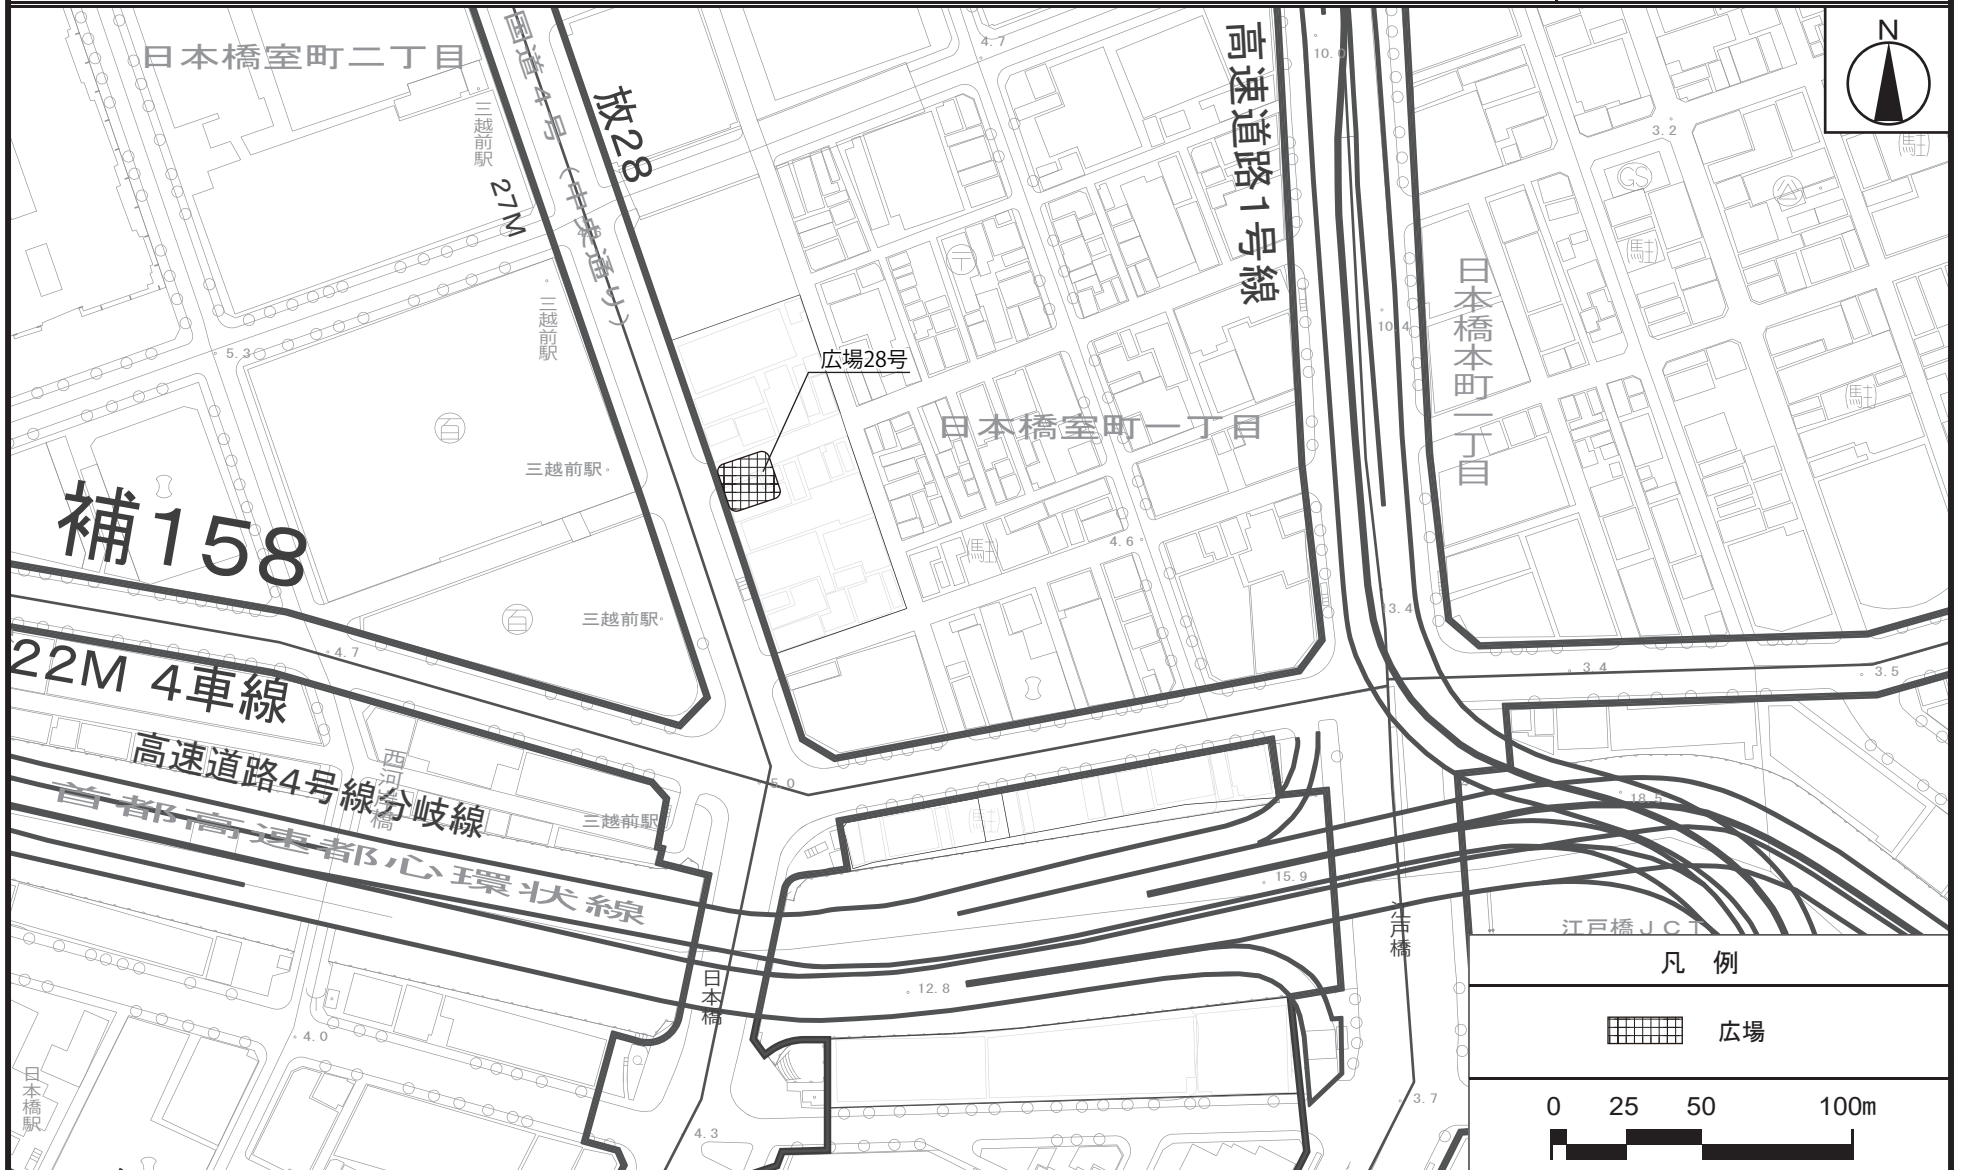 日本橋室町二丁目
国道4号(中央通り)
放28
高速道路1号線
4.7
10.0
N
3.2
駐
GS
三越前駅
27M
〒
駐
日本橋本町一丁目
三越前駅
10.4
5.3
広場28号
駐
百
日本橋室町一丁目
三越前駅
補158
4.6
駐
百
三越前駅
13.4
4.7
22M 4車線
3.4
3.5
高速道路4号線分岐線
西河岸橋
5.0
首都高速都心環状線
三越前駅
駐
18.5
15.9
江戸橋
江戸橋JCT
日本橋
12.8
凡 例
広場
4.0
日本橋駅
3.7
4.3
0 25 50 100m